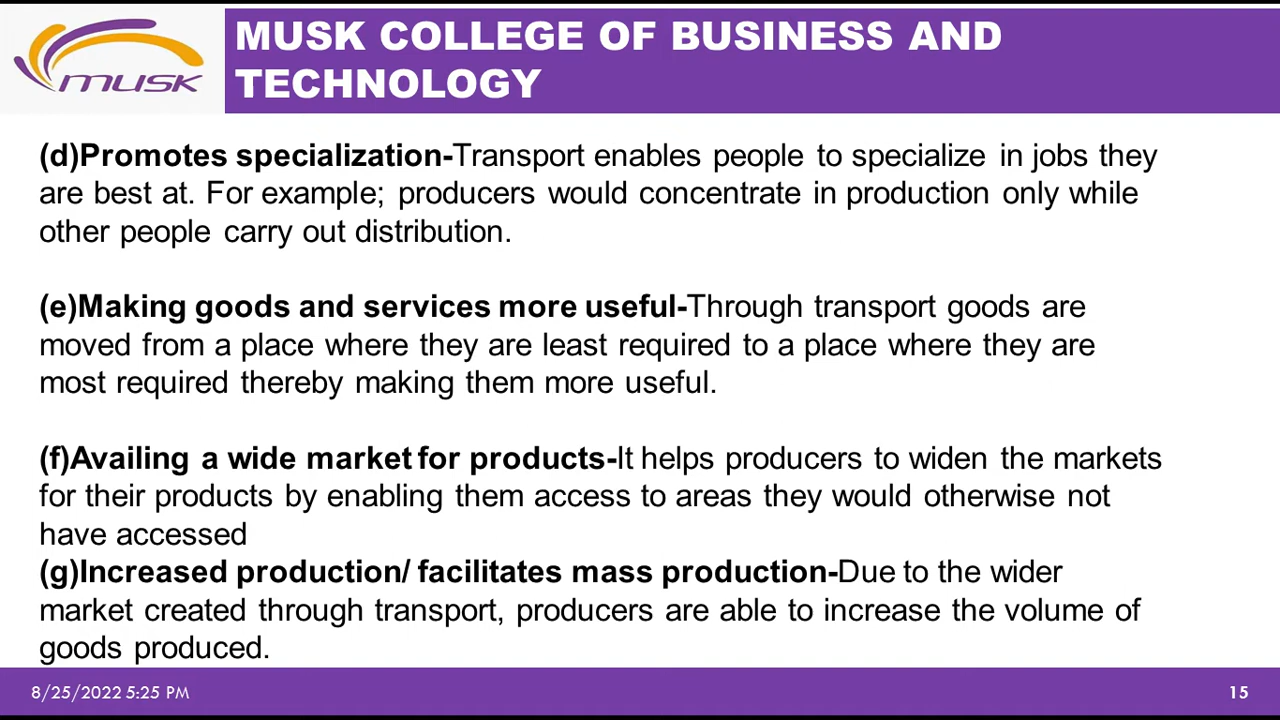 musk
MUSK COLLEGE OF BUSINESS AND
TECHNOLOGY
(d)Promotes specialization-Transport enables people to specialize in jobs they
are best at. For example; producers would concentrate in production only while
other people carry out distribution.
(e)Making goods and services more useful-Through transport goods are
moved from a place where they are least required to a place where they are
most required thereby making them more useful.
(f)Availing a wide market for products-It helps producers to widen the markets
for their products by enabling them access to areas they would otherwise not
have accessed
(g)Increased production/ facilitates mass production-Due to the wider
market created through transport, producers are able to increase the volume of
goods produced.
8/25/2022 5:25 PM
15